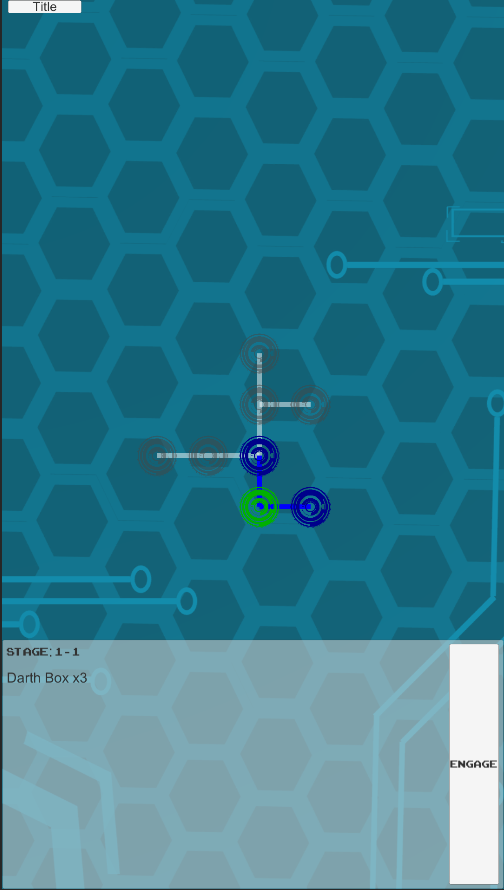 Title
STAGE:1-1
Darth Box x3
ENGAGE